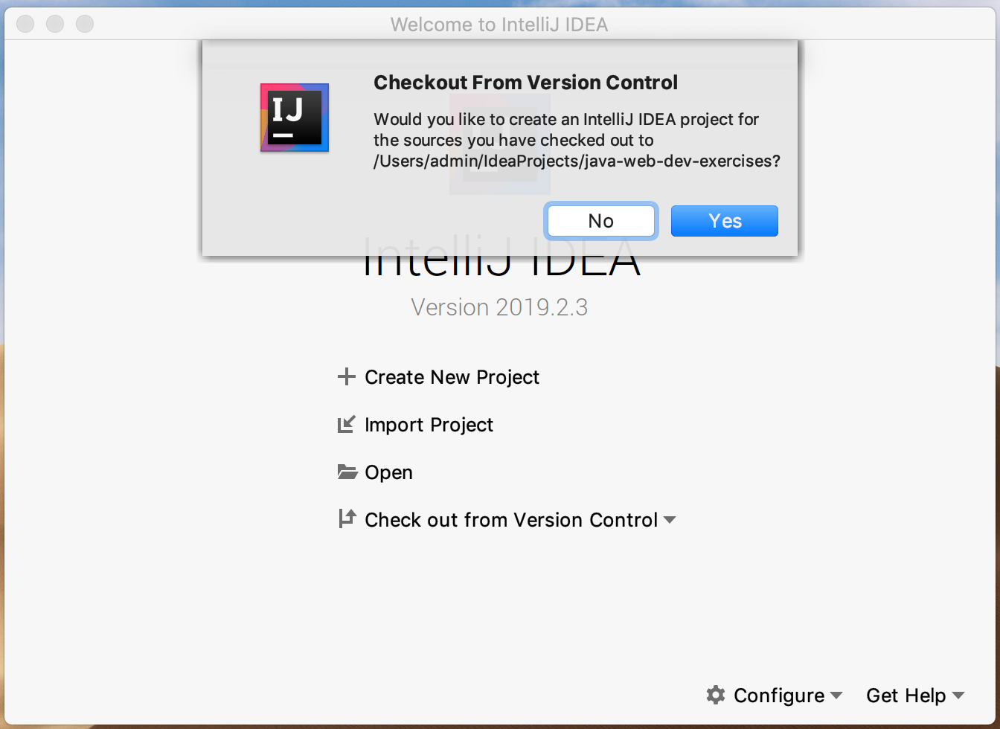 Welcome to IntelliJ IDEA
IJ
Checkout From Version Control
Would you like to create an IntelliJ IDEA project for
the sources you have checked out to
/Users/admin/IdeaProjects/java-web-dev-exercises?
No
Yes
IntelliJ IDEA
Version 2019.2.3
Create New Project
Import Project
Open
Check out from Version Control
Configure
Get Help